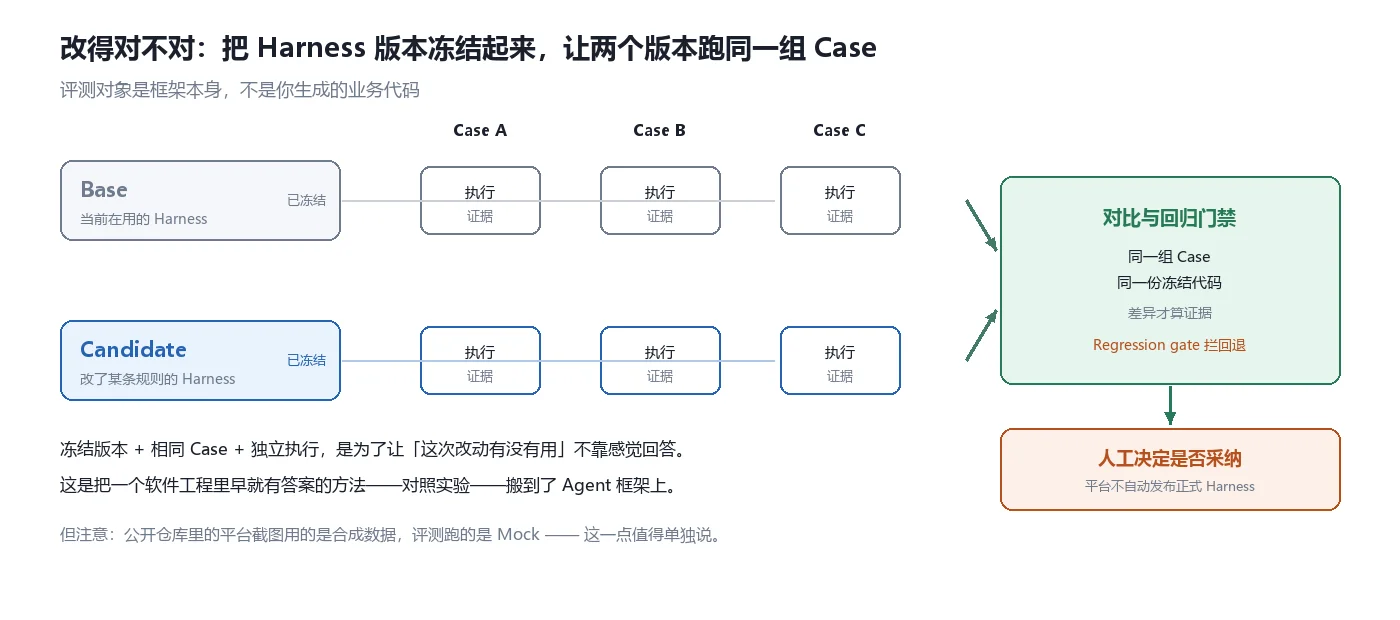 改得对不对：把 Harness 版本冻结起来，让两个版本跑同一组 Case
评测对象是框架本身，不是你生成的业务代码
Case A
Case B
Case C
Base
当前在用的 Harness
已冻结
执行
证据
执行
证据
执行
证据
Candidate
改了某条规则的 Harness
已冻结
执行
证据
执行
证据
执行
证据
对比与回归门禁
同一组 Case
同一份冻结代码
差异才算证据
Regression gate 拦回退
人工决定是否采纳
平台不自动发布正式 Harness
冻结版本 + 相同 Case + 独立执行，是为了让「这次改动有没有用」不靠感觉回答。
这是把一个软件工程里早就有答案的方法——对照实验——搬到了 Agent 框架上。
但注意：公开仓库里的平台截图用的是合成数据，评测跑的是 Mock —— 这一点值得单独说。